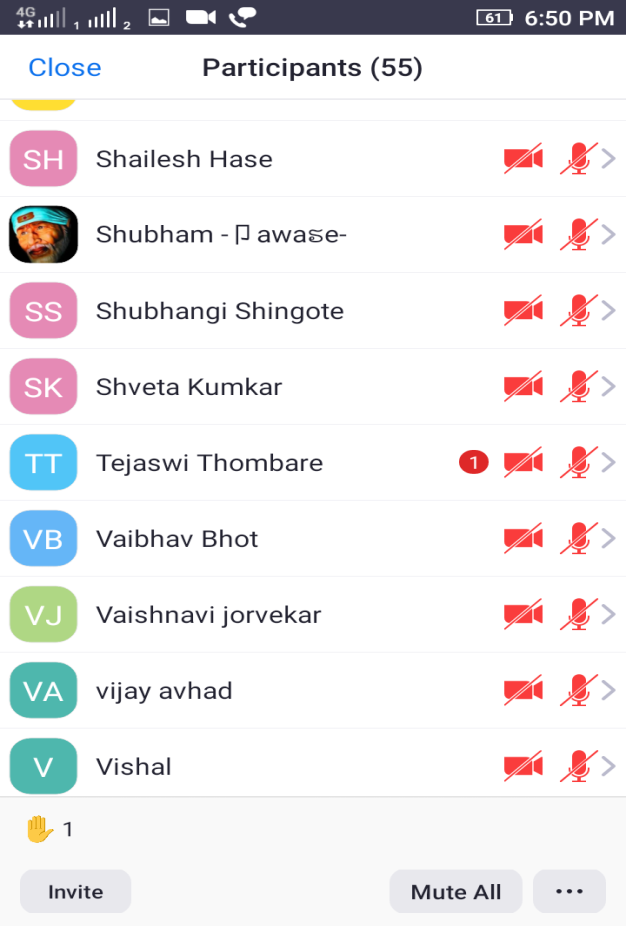 4G 1 2 61 6:50 PM
Close Participants (55)
SH Shailesh Hase
Shubham -
SS Shubhangi Shingote
SK Shveta Kumkar
TT Tejaswi Thombare 1
VB Vaibhav Bhot
VJ Vaishnavi jorvekar
VA vijay avhad
V Vishal
1
Invite Mute All ...